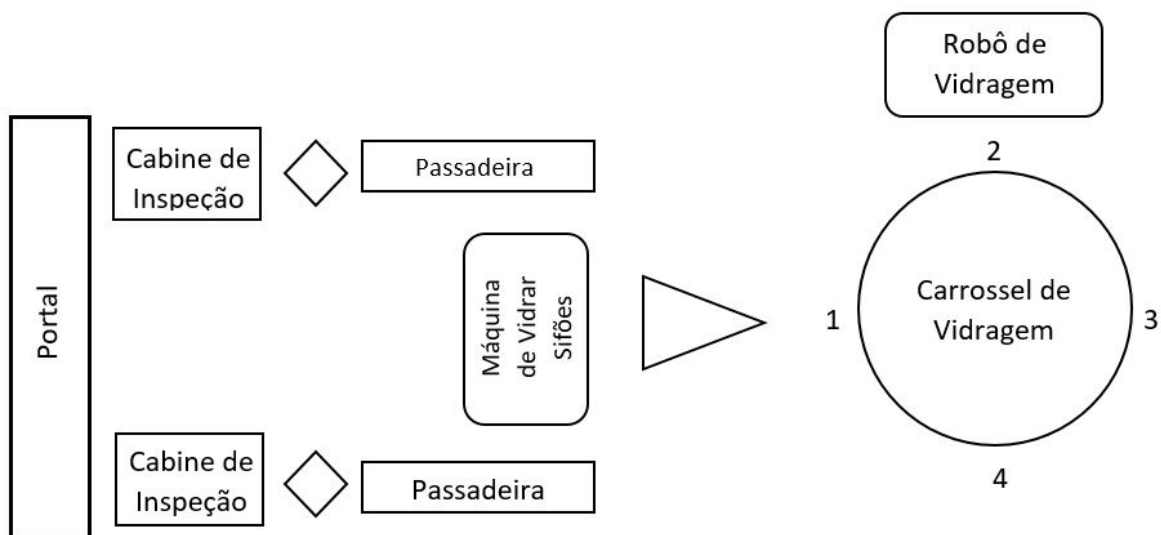 Portal
Cabine de
Inspeção
Passadeira
Máquina
de Vidrar
Sifões
Cabine de
Inspeção
Passadeira
Robô de
Vidragem
2
1
Carrossel de
Vidragem
3
4